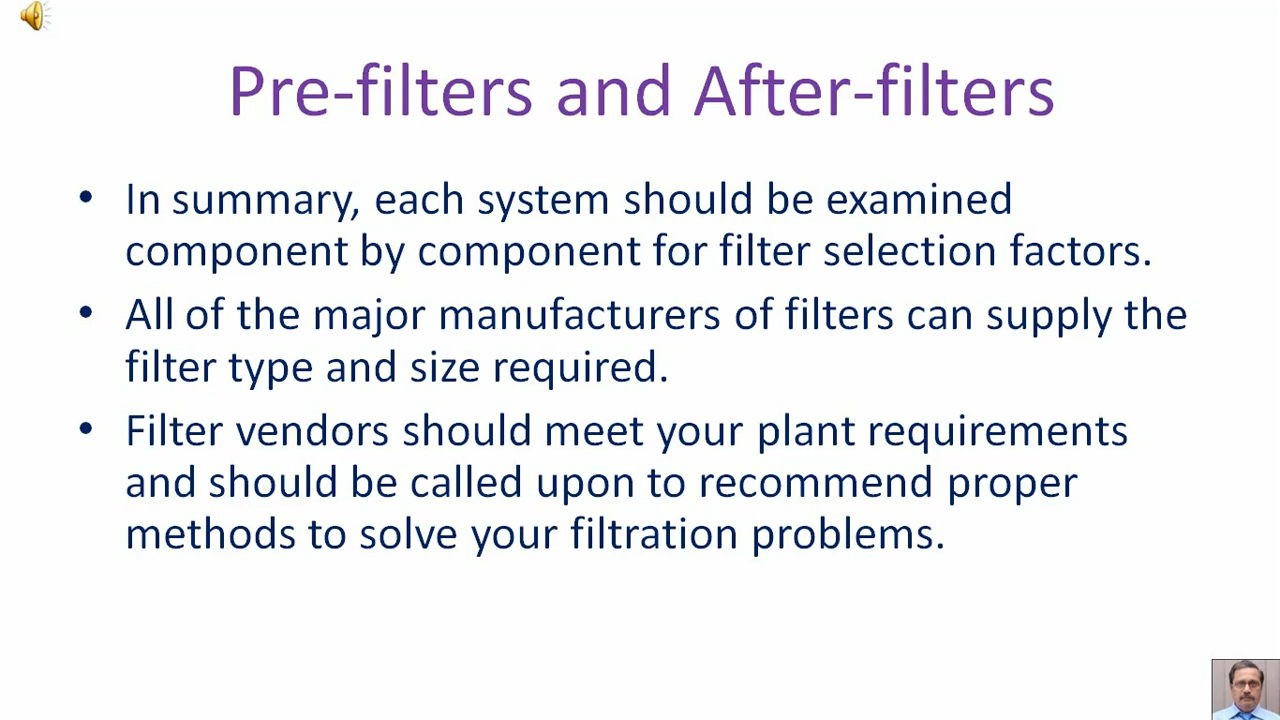 Pre-filters and After-filters
• In summary, each system should be examined
component by component for filter selection factors.
• All of the major manufacturers of filters can supply the
filter type and size required.
• Filter vendors should meet your plant requirements
and should be called upon to recommend proper
methods to solve your filtration problems.